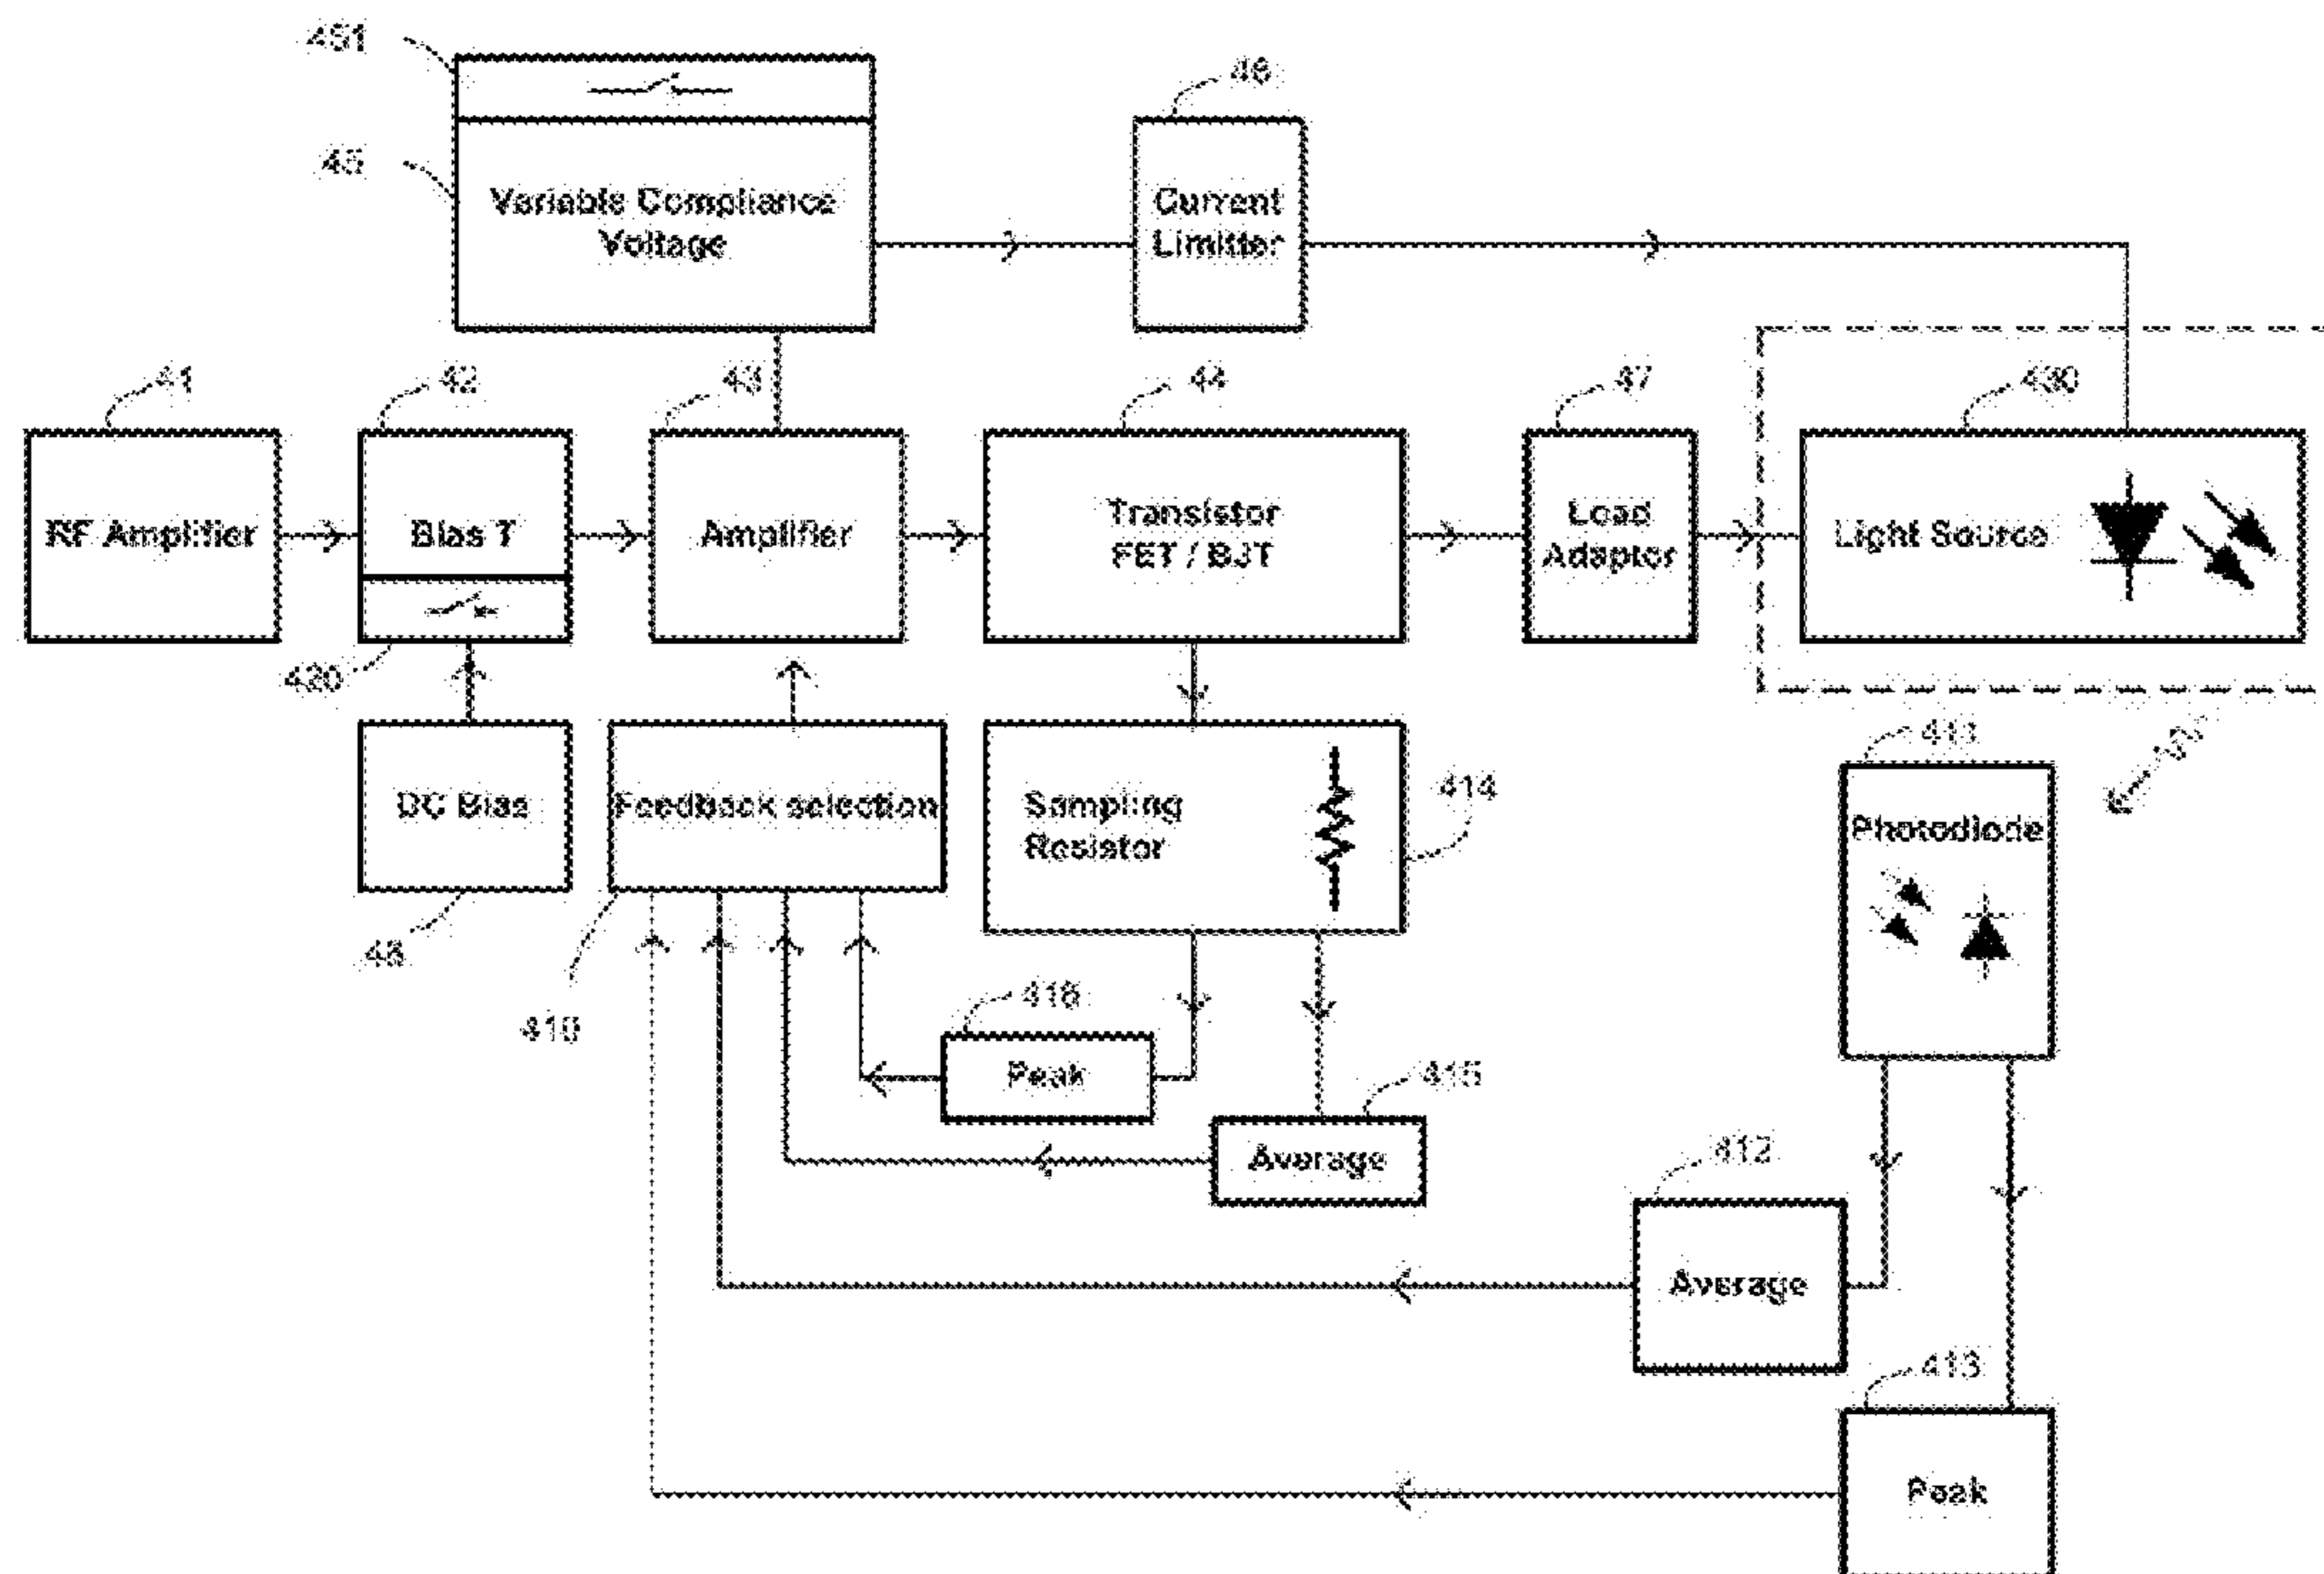 451
45
Variable Compliance
Voltage
46
Current
Limitter
41
RF Amplifier
42
Bias T
420
43
Amplifier
44
Transistor
FET / BJT
47
Load
Adaptor
430
Light Source
DC Bias
48
Feedback selection
410
Sampling
Resistor
414
411
Photodiode
416
Peak
415
Average
412
Average
413
Peak